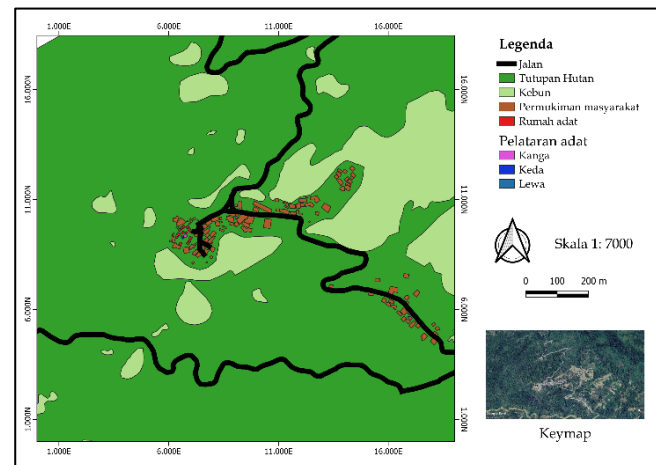 1.000E 6.000E 11.000E 16.000E
16.000N 16.000N
11.000N 11.000N
6.000N 6.000N
1.000N 1.000N
1.000E 6.000E 11.000E 16.000E
Legenda
Jalan
Tutupan Hutan
Kebun
Permukiman masyarakat
Rumah adat
Pelataran adat
Kanga
Keda
Lewa
Skala 1: 7000
0 100 200 m
Keymap